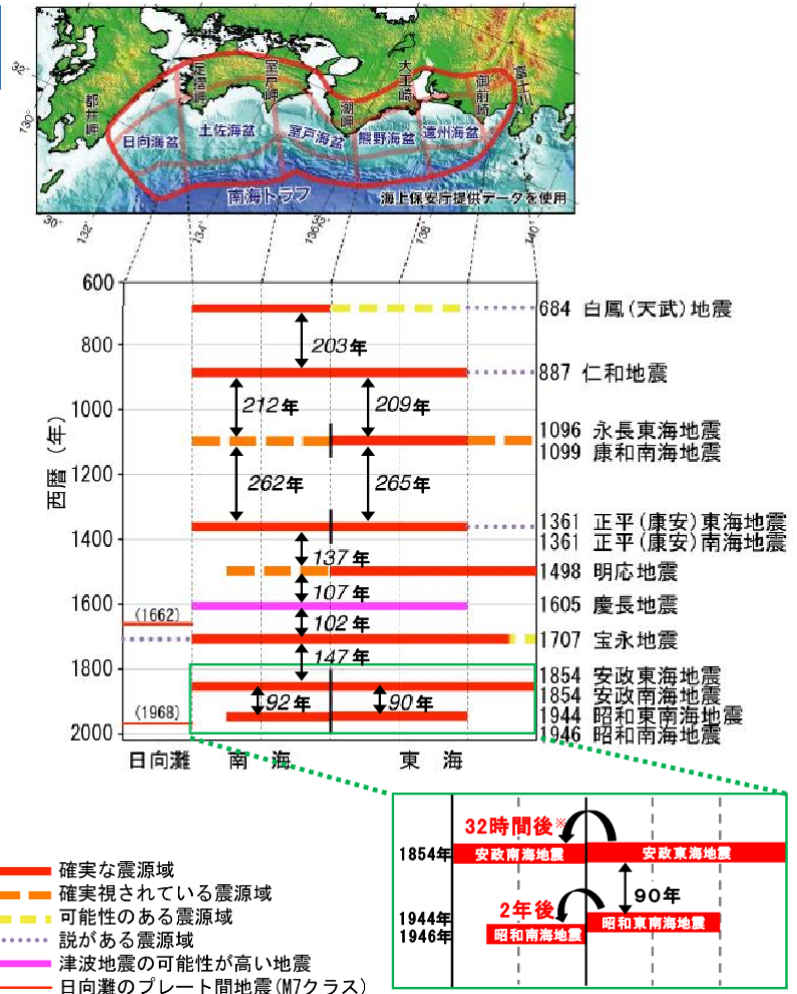 足摺岬
室戸岬
潮岬
大王崎
御前崎
富士川
都井岬
日向海盆
土佐海盆
室戸海盆
熊野海盆
遠州海盆
南海トラフ
海上保安庁提供データを使用
30°
132°
134°
138°
140°
西暦(年)
600
800
1000
1200
1400
1600
1800
2000
684 白鳳(天武)地震
203年
887 仁和地震
212年
209年
1096 永長東海地震
1099 康和南海地震
262年
265年
1361 正平(康安)東海地震
1361 正平(康安)南海地震
137年
1498 明応地震
107年
1605 慶長地震
(1662)
102年
1707 宝永地震
147年
1854 安政東海地震
1854 安政南海地震
92年
90年
(1968)
1944 昭和東南海地震
1946 昭和南海地震
日向灘
南 海
東 海
32時間後※
1854年
安政南海地震
安政東海地震
90年
2年後
1944年
昭和東南海地震
1946年
昭和南海地震
確実な震源域
確実視されている震源域
可能性のある震源域
説がある震源域
津波地震の可能性が高い地震
日向灘のプレート間地震(M7クラス)